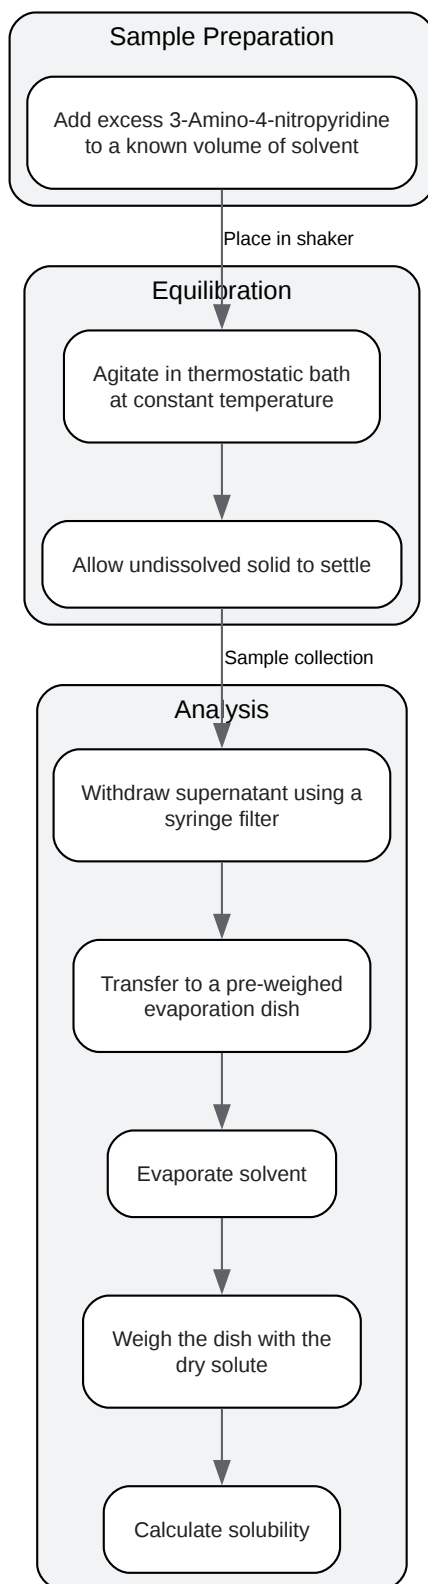 Sample Preparation
Add excess 3-Amino-4-nitropyridine
to a known volume of solvent
Place in shaker
Equilibration
Agitate in thermostatic bath
at constant temperature
Allow undissolved solid to settle
Sample collection
Analysis
Withdraw supernatant using a
syringe filter
Transfer to a pre-weighed
evaporation dish
Evaporate solvent
Weigh the dish with the
dry solute
Calculate solubility